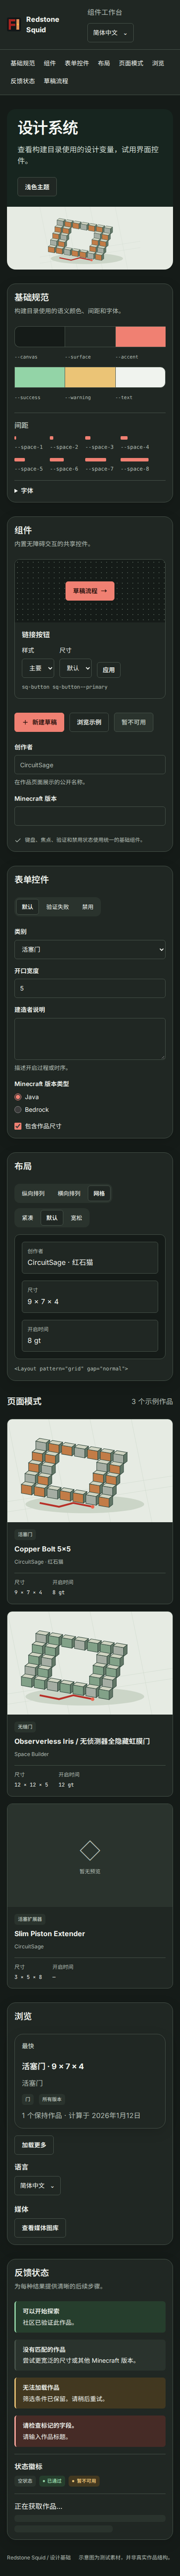 Redstone
Squid
组件工作台
简体中文
基础规范 组件 表单控件 布局 页面模式 浏览
反馈状态 草稿流程
设计系统
查看构建目录使用的设计变量，试用界面控件。
浅色主题
基础规范
构建目录使用的语义颜色、间距和字体。
--canvas --surface --accent
--success --warning --text
间距
--space-1 --space-2 --space-3 --space-4
--space-5 --space-6 --space-7 --space-8
字体
组件
内置无障碍交互的共享控件。
草稿流程 →
链接按钮
样式 尺寸
主要 默认 应用
sq-button sq-button--primary
+ 新建草稿 浏览示例 暂不可用
创作者
CircuitSage
在作品页面展示的公开名称。
Minecraft 版本
键盘、焦点、验证和禁用状态使用统一的基础组件。
表单控件
默认 验证失败 禁用
类别
活塞门
开口宽度
5
建造者说明
描述开启过程或时序。
Minecraft 版本类型
Java
Bedrock
包含作品尺寸
布局
纵向排列 横向排列 网格
紧凑 默认 宽松
创作者
CircuitSage · 红石猫
尺寸
9 × 7 × 4
开启时间
8 gt
<Layout pattern="grid" gap="normal">
页面模式 3 个示例作品
活塞门
Copper Bolt 5×5
CircuitSage · 红石猫
尺寸 开启时间
9 × 7 × 4 8 gt
无缝门
Observerless Iris / 无侦测器全隐藏虹膜门
Space Builder
尺寸 开启时间
12 × 12 × 5 12 gt
暂无预览
活塞扩展器
Slim Piston Extender
CircuitSage
尺寸 开启时间
3 × 5 × 8 —
浏览
最快
活塞门 · 9 × 7 × 4
活塞门
门 所有版本
1 个保持作品 · 计算于 2026年1月12日
加载更多
语言
简体中文
媒体
查看媒体图库
反馈状态
为每种结果提供清晰的后续步骤。
可以开始探索
社区已验证此作品。
没有匹配的作品
尝试更宽泛的尺寸或其他 Minecraft 版本。
无法加载作品
筛选条件已保留。请稍后重试。
请检查标记的字段。
请输入作品标题。
状态徽标
空状态 已通过 暂不可用
正在获取作品…
Redstone Squid / 设计基础 示意图为测试素材，并非真实作品结构。